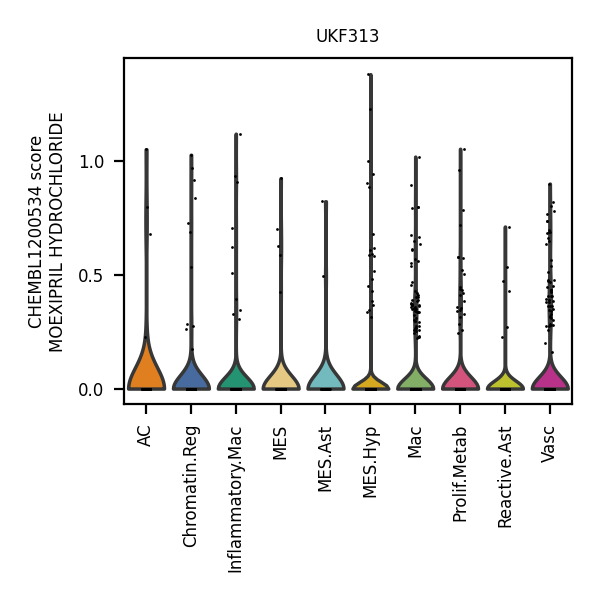 UKF313
CHEMBL1200534 score
MOEXIPRIL HYDROCHLORIDE
1.0
0.5
0.0
AC
Chromatin.Reg
Inflammatory.Mac
MES
MES.Ast
MES.Hyp
Mac
Prolif.Metab
Reactive.Ast
Vasc